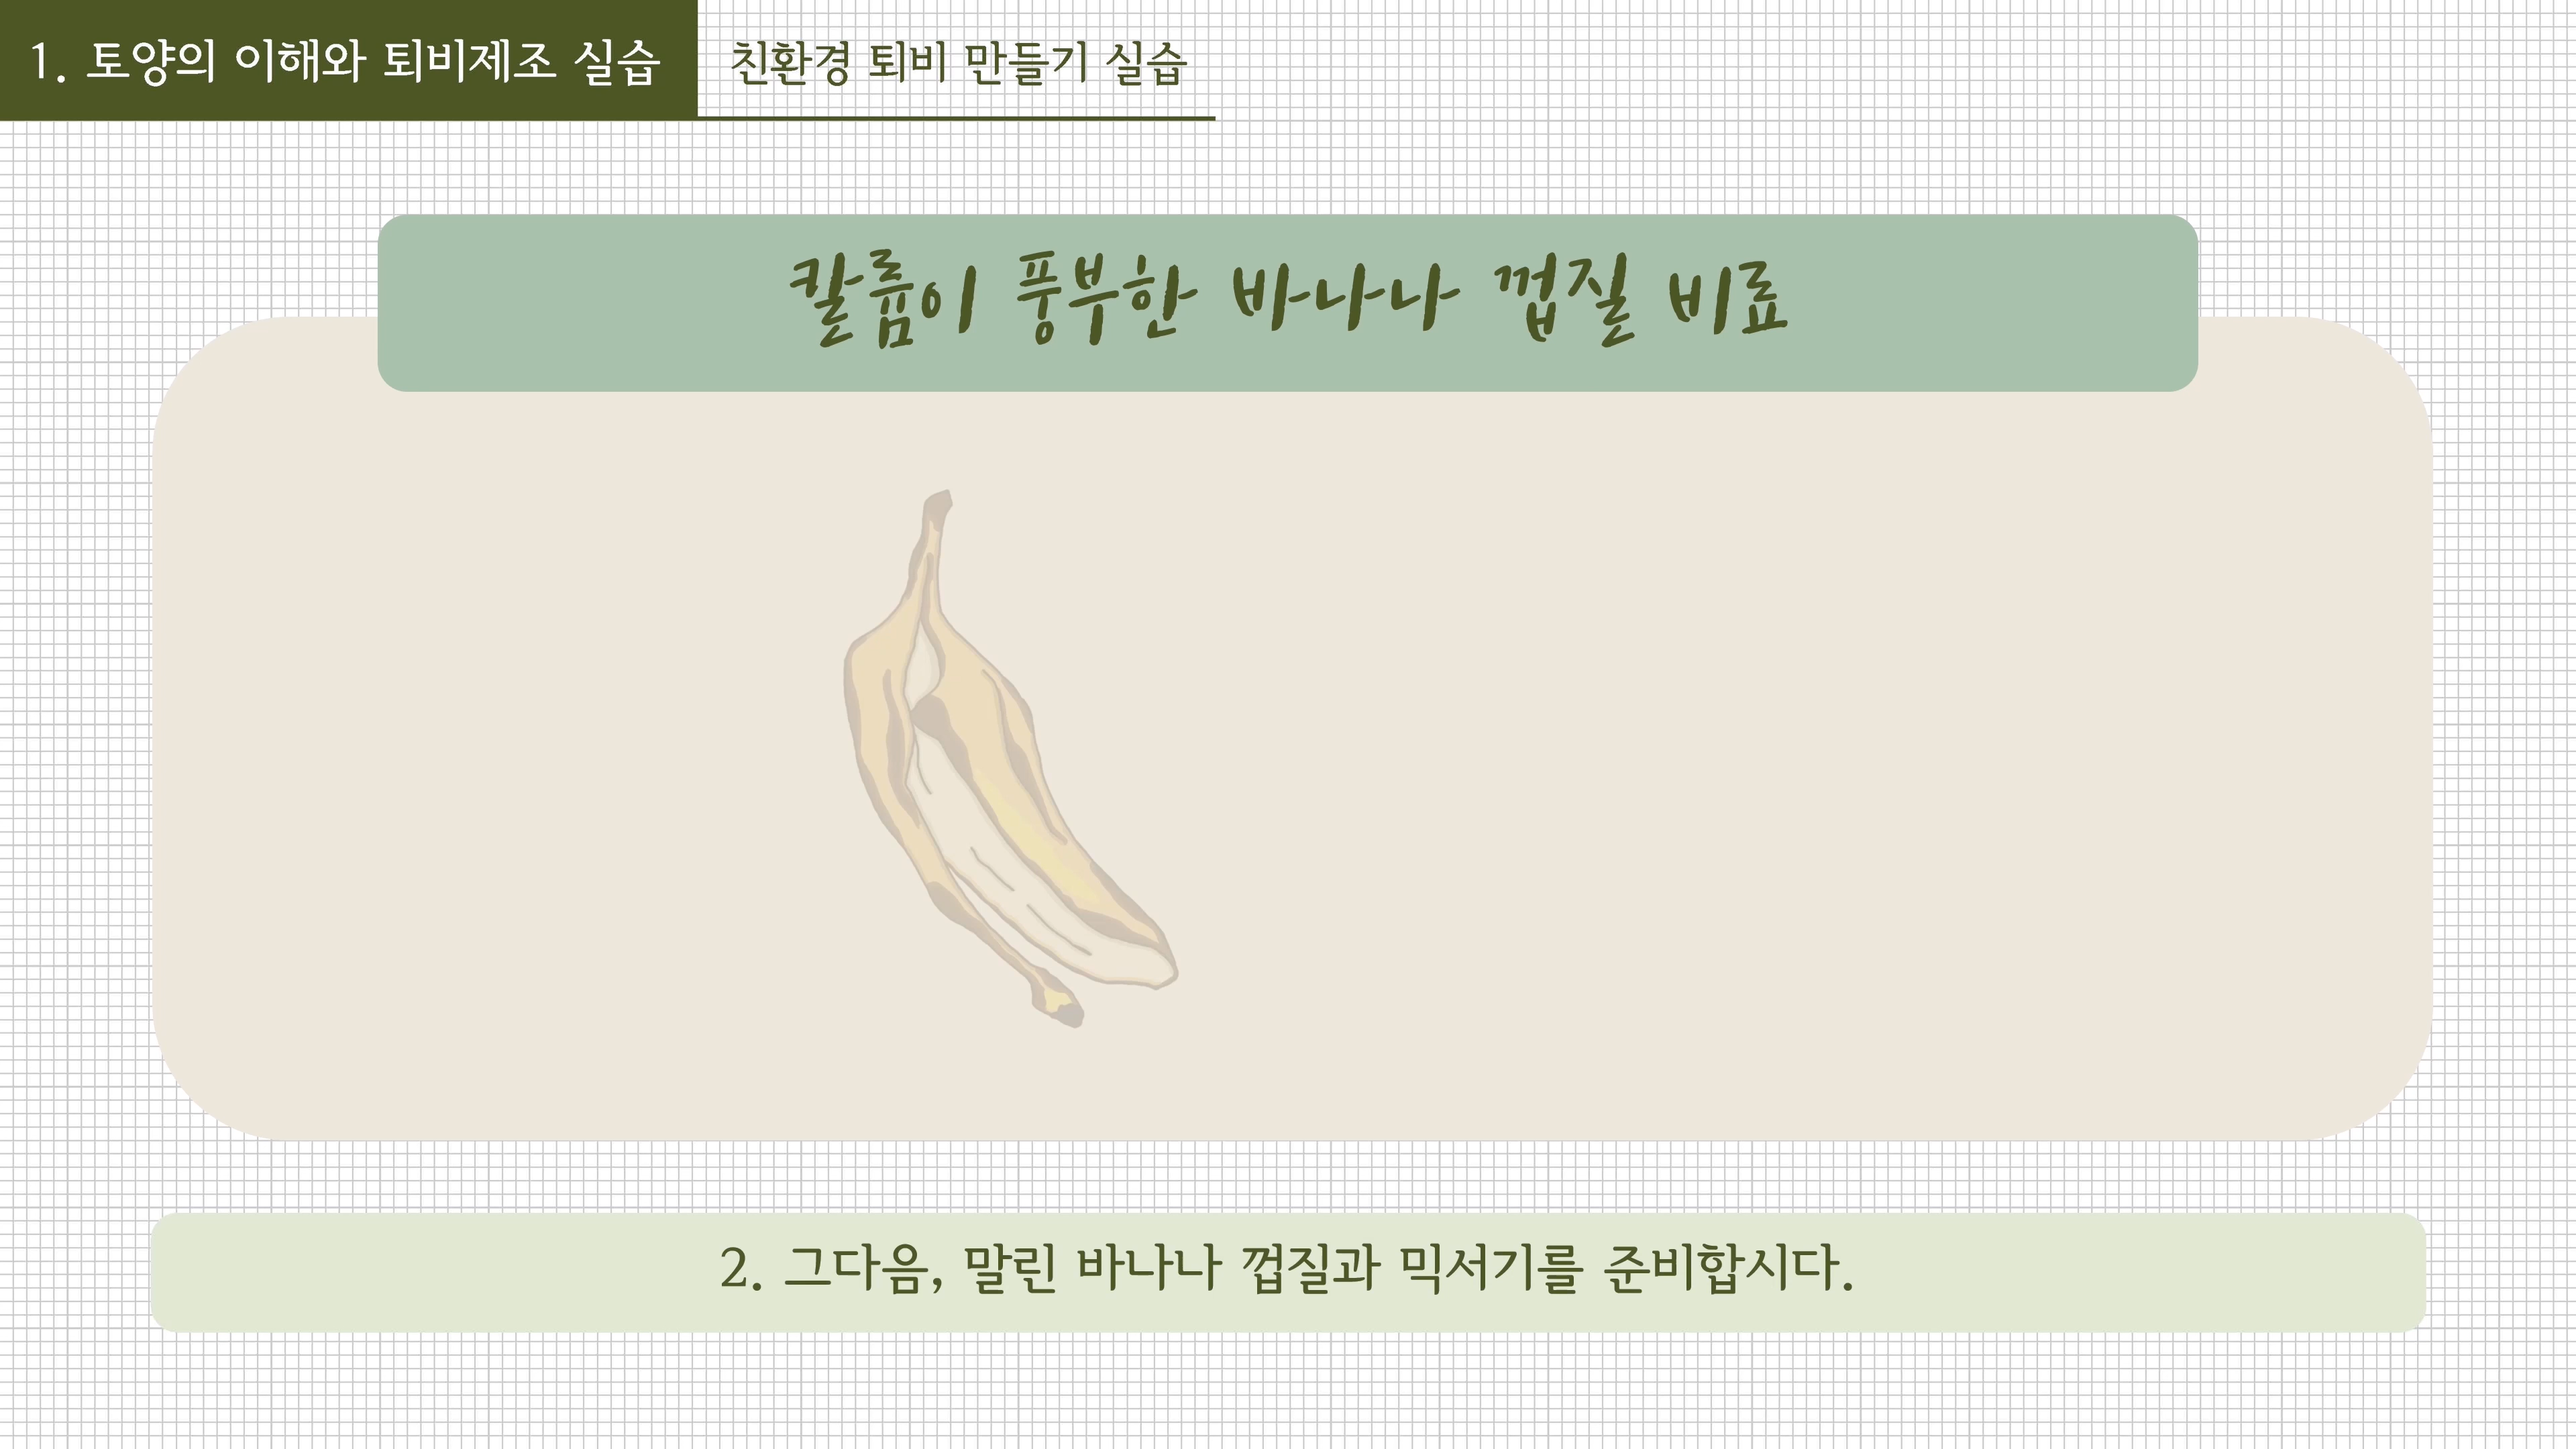 1. 토양의 이해와 퇴비제조 실습
친환경 퇴비 만들기 실습
칼륨이 풍부한 바나나 껍질 비료
2. 그다음, 말린 바나나 껍질과 믹서기를 준비합시다.